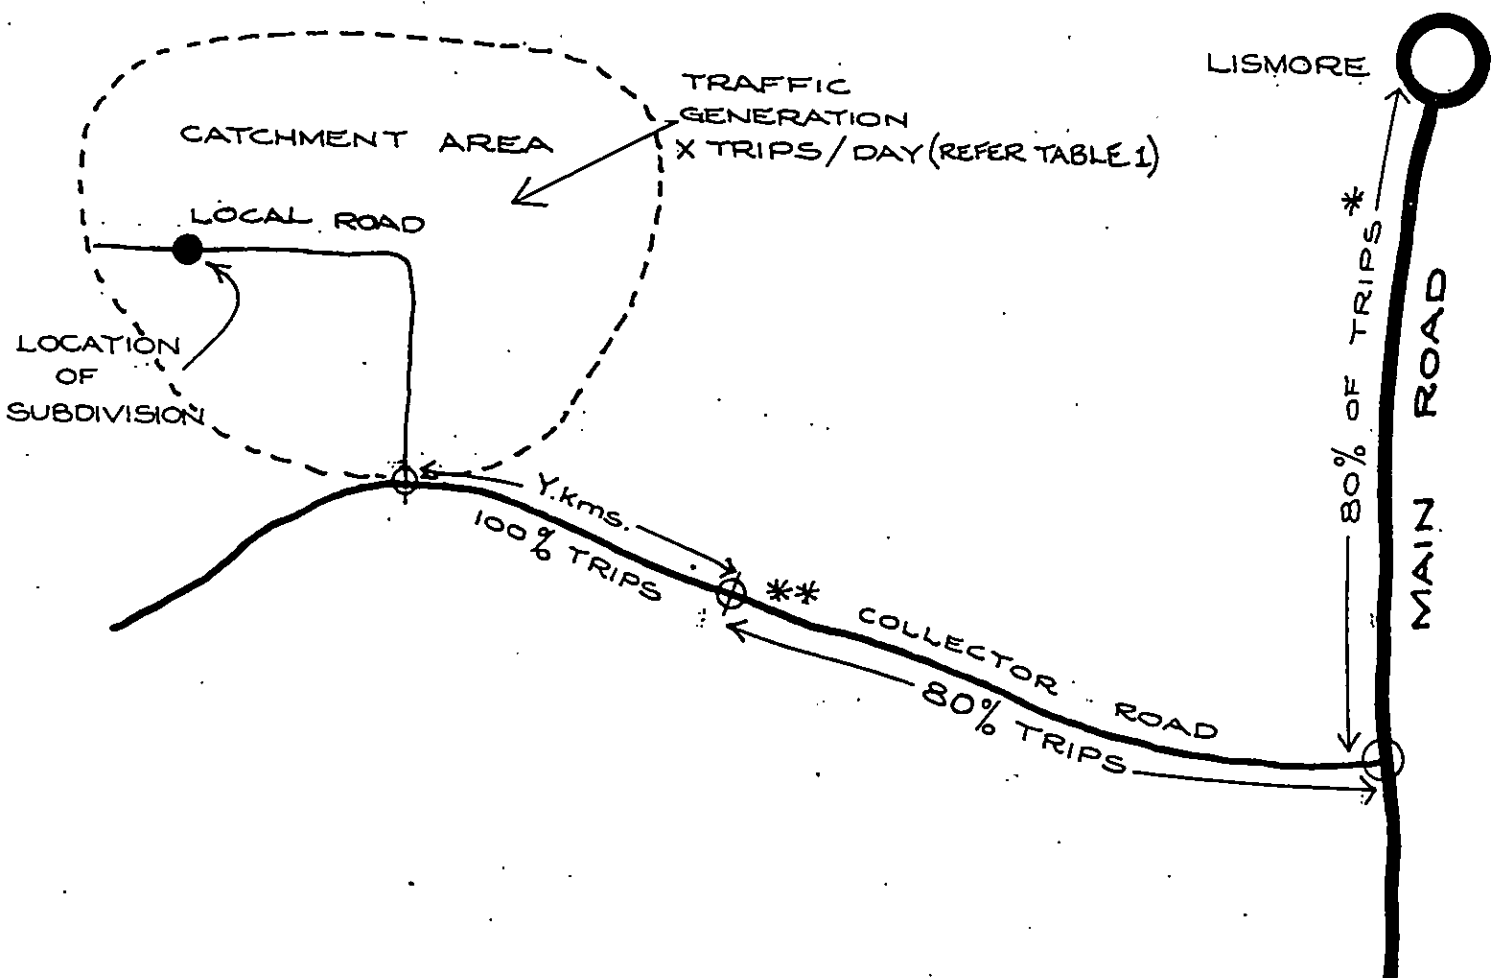 LISMORE
TRAFFIC
GENERATION
X TRIPS/DAY (REFER TABLE 1)
CATCHMENT AREA
LOCAL ROAD
LOCATION
OF
SUBDIVISION
Y.Kms.
100% TRIPS
**
COLLECTOR ROAD
80% TRIPS
80% OF TRIPS *
MAIN ROAD